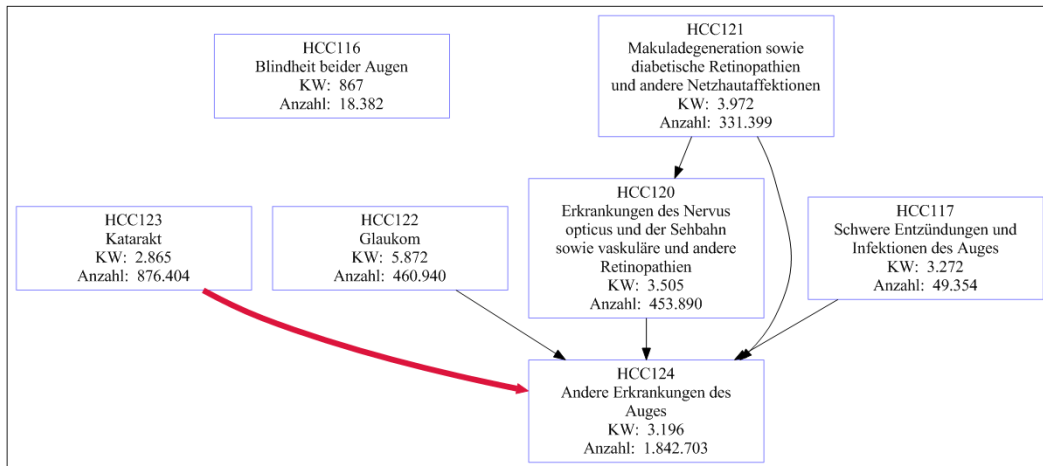 HCC116
Blindheit beider Augen
KW: 867
Anzahl: 18.382
HCC121
Makuladegeneration sowie
diabetische Retinopathien
und andere Netzhautaffektionen
KW: 3.972
Anzahl: 331.399
HCC123
Katarakt
KW: 2.865
Anzahl: 876.404
HCC122
Glaukom
KW: 5.872
Anzahl: 460.940
HCC120
Erkrankungen des Nervus
opticus und der Sehbahn
sowie vaskuläre und andere
Retinopathien
KW: 3.505
Anzahl: 453.890
HCC117
Schwere Entzündungen und
Infektionen des Auges
KW: 3.272
Anzahl: 49.354
HCC124
Andere Erkrankungen des
Auges
KW: 3.196
Anzahl: 1.842.703